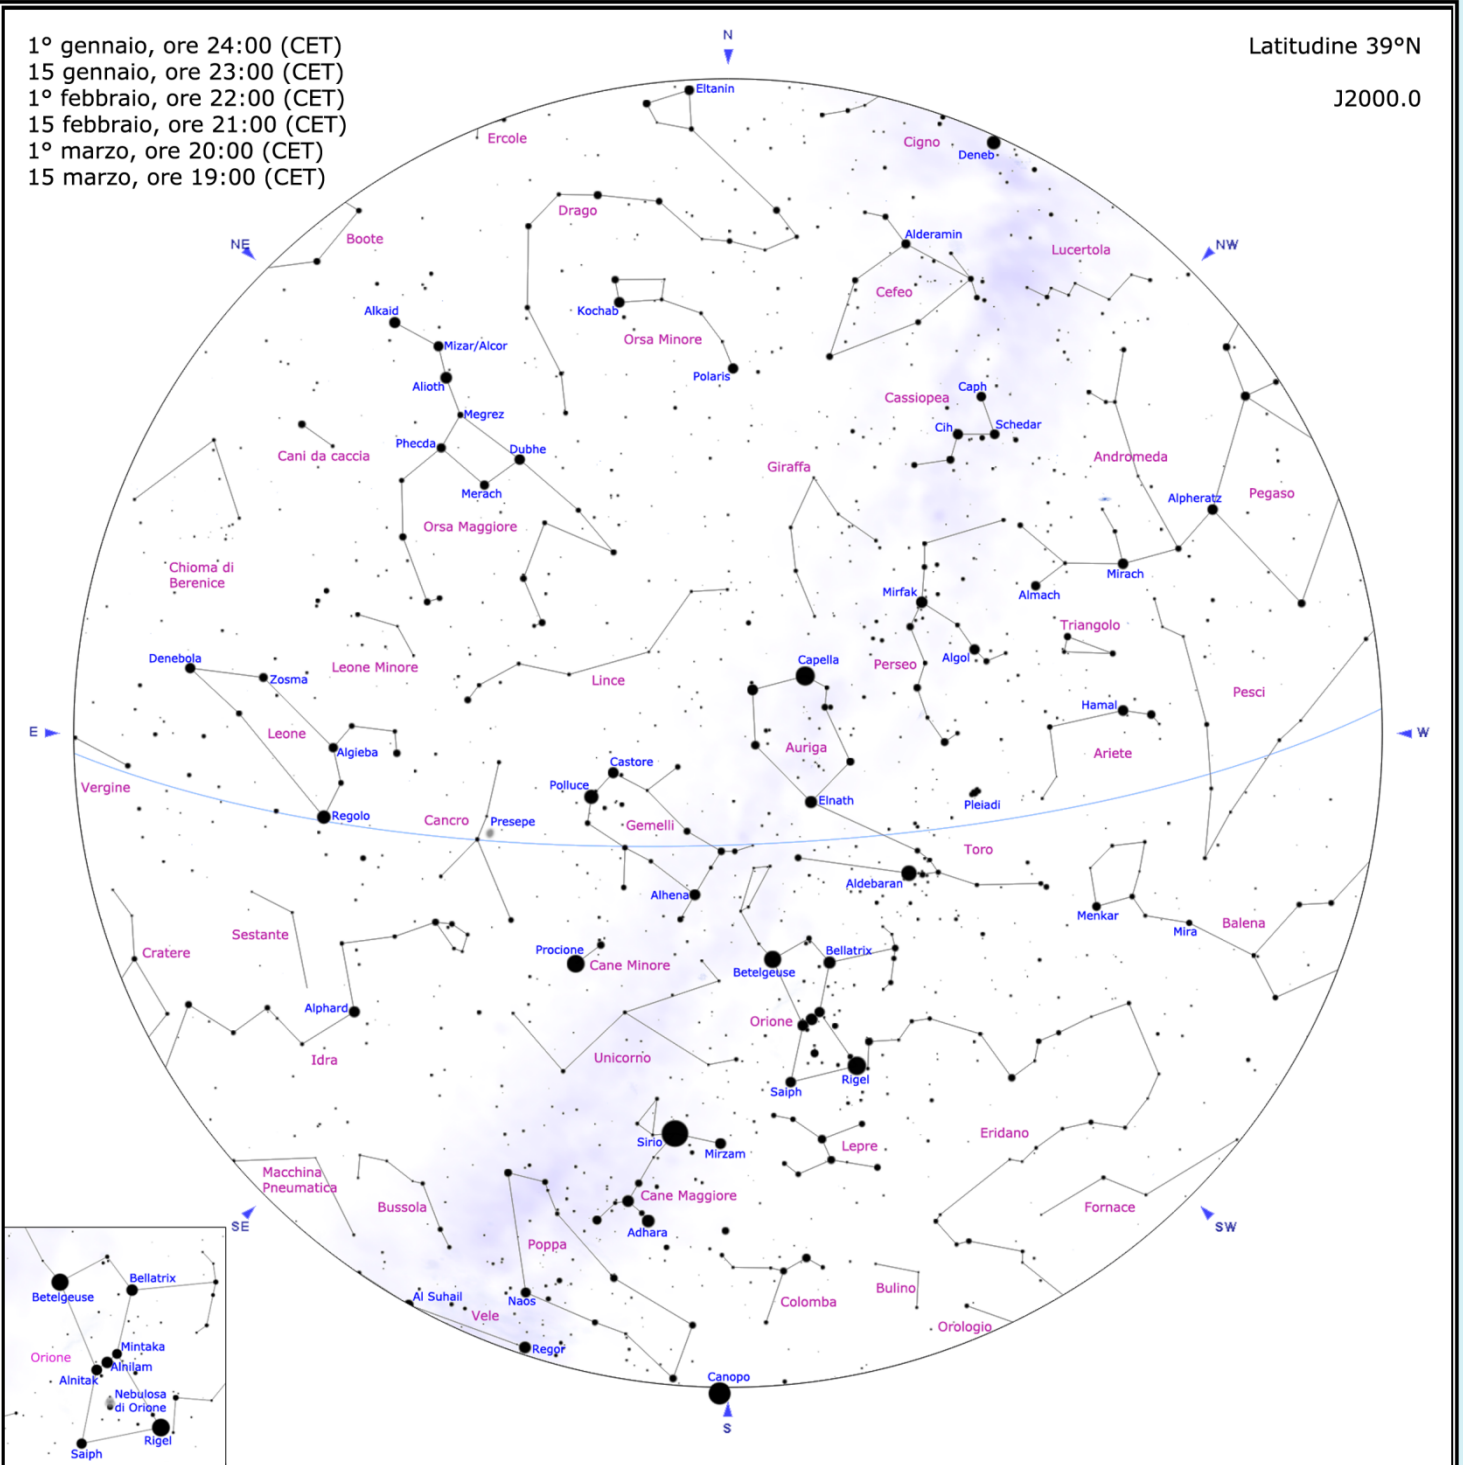 1° gennaio, ore 24:00 (CET)
15 gennaio, ore 23:00 (CET)
1° febbraio, ore 22:00 (CET)
15 febbraio, ore 21:00 (CET)
1° marzo, ore 20:00 (CET)
15 marzo, ore 19:00 (CET)
Latitudine 39°N
J2000.0
N
Eltanin
Ercole
Cigno
Deneb
Drago
Boote
NE
NW
Alderamin
Lucertola
Cefeo
Alkaid
Kochab
Orsa Minore
Mizar/Alcor
Polaris
Alioth
Caph
Cassiopea
Megrez
Cih
Schedar
Phecda
Dubhe
Cani da caccia
Andromeda
Giraffa
Merach
Alpheratz
Pegaso
Orsa Maggiore
Chioma di
Berenice
Mirach
Mirfak
Almach
Triangolo
Denebola
Capella
Algol
Perseo
Leone Minore
Zosma
Lince
Pesci
Hamal
E
W
Leone
Algieba
Auriga
Ariete
Castore
Vergine
Polluce
Elnath
Pleiadi
Regolo
Cancro
Presepe
Gemelli
Toro
Aldebaran
Alhena
Menkar
Mira
Balena
Sestante
Cratere
Procione
Cane Minore
Bellatrix
Betelgeuse
Alphard
Orione
Idra
Unicorno
Rigel
Saiph
Eridano
Sirio
Mirzam
Lepre
Macchina
Pneumatica
Cane Maggiore
Bussola
Fornace
SE
SW
Adhara
Poppa
Bulino
Al Suhail
Naos
Colomba
Vele
Orologio
Regor
Canopo
S
Bellatrix
Betelgeuse
Mintaka
Orione
Alnilam
Alnitak
Nebulosa
di Orione
Rigel
Saiph